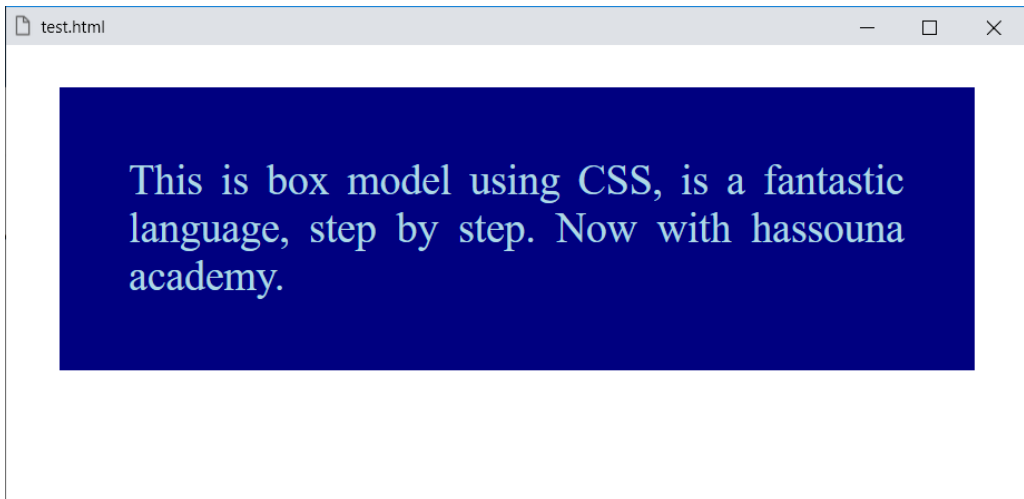 test.html
This is box model using CSS, is a fantastic
language, step by step. Now with hassouna
academy.